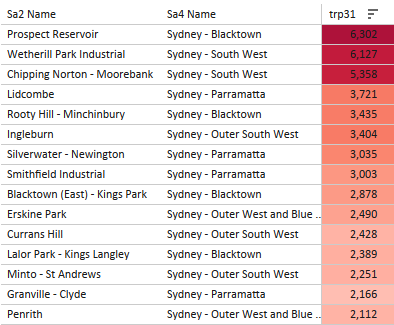 Sa2 Name Sa4 Name trp31
Prospect Reservoir Sydney - Blacktown 6,302
Wetherill Park Industrial Sydney - South West 6,127
Chipping Norton - Moorebank Sydney - South West 5,358
Lidcombe Sydney - Parramatta 3,721
Rooty Hill - Minchinbury Sydney - Blacktown 3,435
Ingleburn Sydney - Outer South West 3,404
Silverwater - Newington Sydney - Parramatta 3,035
Smithfield Industrial Sydney - Parramatta 3,003
Blacktown (East) - Kings Park Sydney - Blacktown 2,878
Erskine Park Sydney - Outer West and Blue .. 2,490
Currans Hill Sydney - Outer South West 2,428
Lalor Park - Kings Langley Sydney - Blacktown 2,389
Minto - St Andrews Sydney - Outer South West 2,251
Granville - Clyde Sydney - Parramatta 2,166
Penrith Sydney - Outer West and Blue .. 2,112